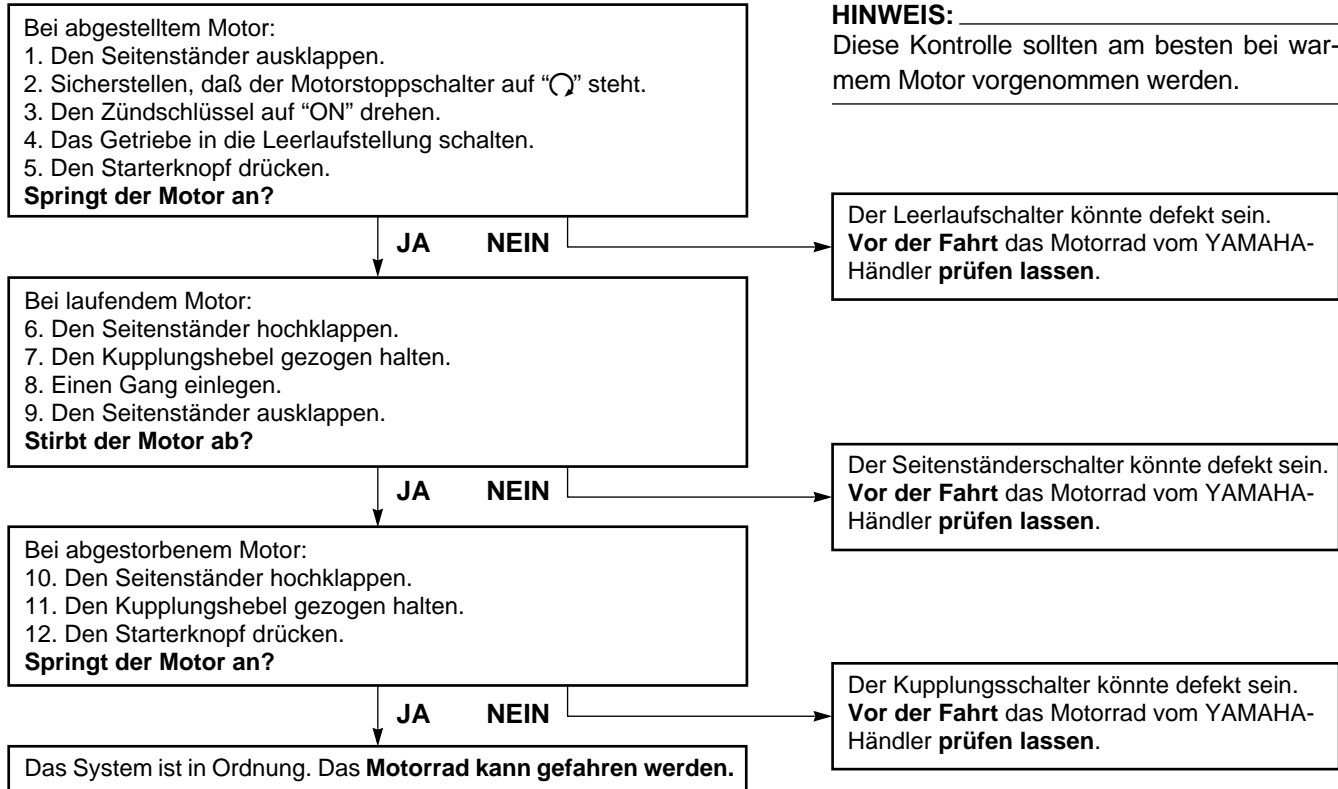 Bei abgestelltem Motor:
1. Den Seitenständer ausklappen.
2. Sicherstellen, daß der Motorstoppschalter auf “” steht.
3. Den Zündschlüssel auf “ON” drehen.
4. Das Getriebe in die Leerlaufstellung schalten.
5. Den Starterknopf drücken.
Springt der Motor an?
HINWEIS:
Diese Kontrolle sollten am besten bei war-
mem Motor vorgenommen werden.
JA NEIN
Der Leerlaufschalter könnte defekt sein.
Vor der Fahrt das Motorrad vom YAMAHA-
Händler prüfen lassen.
Bei laufendem Motor:
6. Den Seitenständer hochklappen.
7. Den Kupplungshebel gezogen halten.
8. Einen Gang einlegen.
9. Den Seitenständer ausklappen.
Stirbt der Motor ab?
JA NEIN
Der Seitenständerschalter könnte defekt sein.
Vor der Fahrt das Motorrad vom YAMAHA-
Händler prüfen lassen.
Bei abgestorbenem Motor:
10. Den Seitenständer hochklappen.
11. Den Kupplungshebel gezogen halten.
12. Den Starterknopf drücken.
Springt der Motor an?
JA NEIN
Der Kupplungsschalter könnte defekt sein.
Vor der Fahrt das Motorrad vom YAMAHA-
Händler prüfen lassen.
Das System ist in Ordnung. Das Motorrad kann gefahren werden.